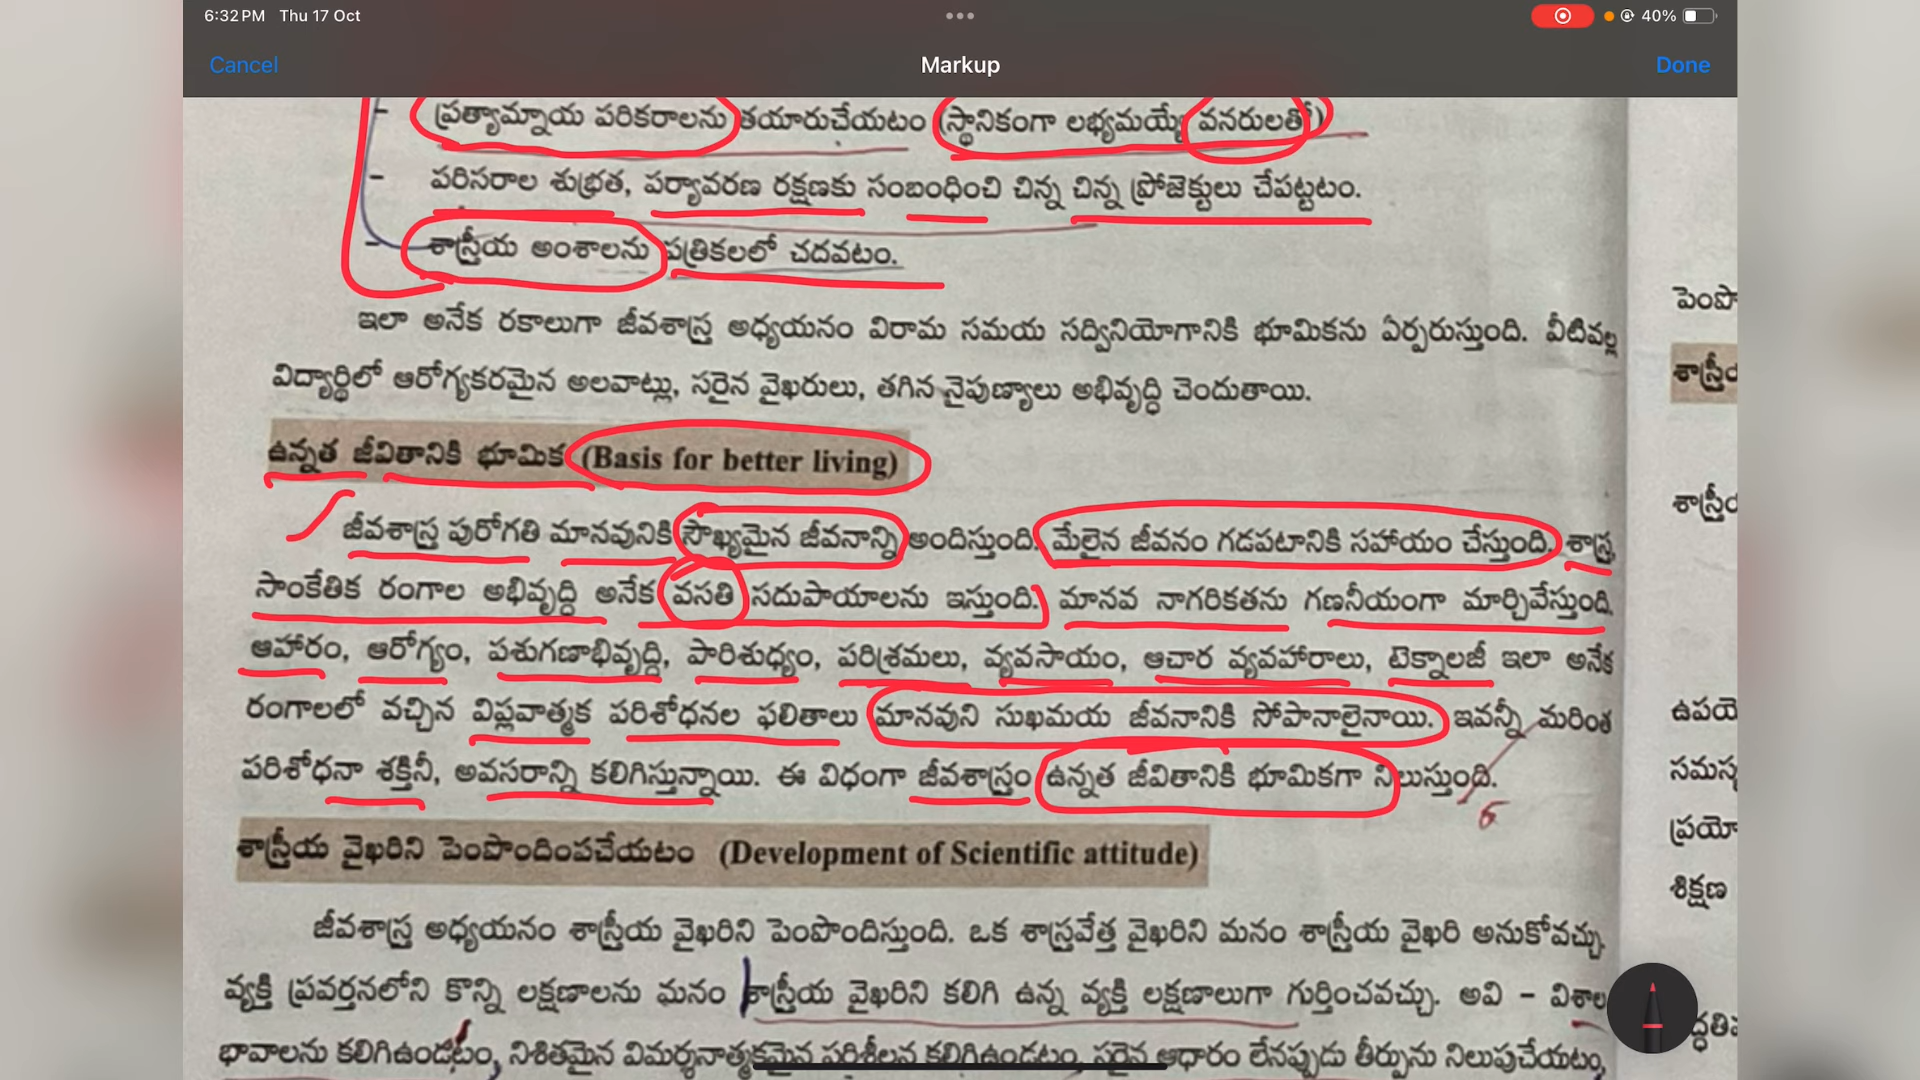 6:32 PM Thu 17 Oct
40%
Cancel
Markup
Done
ప్రత్యామ్నాయ పరికరాలను తయారుచేయటం (స్థానికంగా లభ్యమయ్యే వనరులతో)
– పరిసరాల శుభ్రత, పర్యావరణ రక్షణకు సంబంధించి చిన్న చిన్న ప్రోజెక్టులు చేపట్టటం.
– శాస్త్రీయ అంశాలను పత్రికలలో చదవటం.
ఇలా అనేక రకాలుగా జీవశాస్త్ర అధ్యయనం విరామ సమయ సద్వినియోగానికి భూమికను ఏర్పరుస్తుంది. వీటివల్ల
విద్యార్థిలో ఆరోగ్యకరమైన అలవాట్లు, సరైన వైఖరులు, తగిన నైపుణ్యాలు అభివృద్ధి చెందుతాయి.
ఉన్నత జీవితానికి భూమిక (Basis for better living)
జీవశాస్త్ర పురోగతి మానవునికి సౌఖ్యమైన జీవనాన్ని అందిస్తుంది. మేలైన జీవనం గడపటానికి సహాయం చేస్తుంది. శాస్త్ర
సాంకేతిక రంగాల అభివృద్ధి అనేక వసతి సదుపాయాలను ఇస్తుంది. మానవ నాగరికతను గణనీయంగా మార్చివేస్తుంది.
ఆహారం, ఆరోగ్యం, పశుగణాభివృద్ధి, పారిశుధ్యం, పరిశ్రమలు, వ్యవసాయం, ఆచార వ్యవహారాలు, టెక్నాలజీ ఇలా అనేక
రంగాలలో వచ్చిన విప్లవాత్మక పరిశోధనల ఫలితాలు మానవుని సుఖమయ జీవనానికి సోపానాలైనాయి. ఇవన్నీ మరింత
పరిశోధనా శక్తినీ, అవసరాన్ని కలిగిస్తున్నాయి. ఈ విధంగా జీవశాస్త్రం ఉన్నత జీవితానికి భూమికగా నిలుస్తుంది.
శాస్త్రీయ వైఖరిని పెంపొందింపచేయటం (Development of Scientific attitude)
జీవశాస్త్ర అధ్యయనం శాస్త్రీయ వైఖరిని పెంపొందిస్తుంది. ఒక శాస్త్రవేత్త వైఖరిని మనం శాస్త్రీయ వైఖరి అనుకోవచ్చు.
వ్యక్తి ప్రవర్తనలోని కొన్ని లక్షణాలను మనం శాస్త్రీయ వైఖరిని కలిగి ఉన్న వ్యక్తి లక్షణాలుగా గుర్తించవచ్చు. అవి – విశాల
భావాలను కలిగిఉండటం, నిశితమైన విమర్శనాత్మకమైన పరిశీలన కలిగిఉండటం, సరైన ఆధారం లేనప్పుడు తీర్పును నిలుపుచేయటం,
శిక్షణ